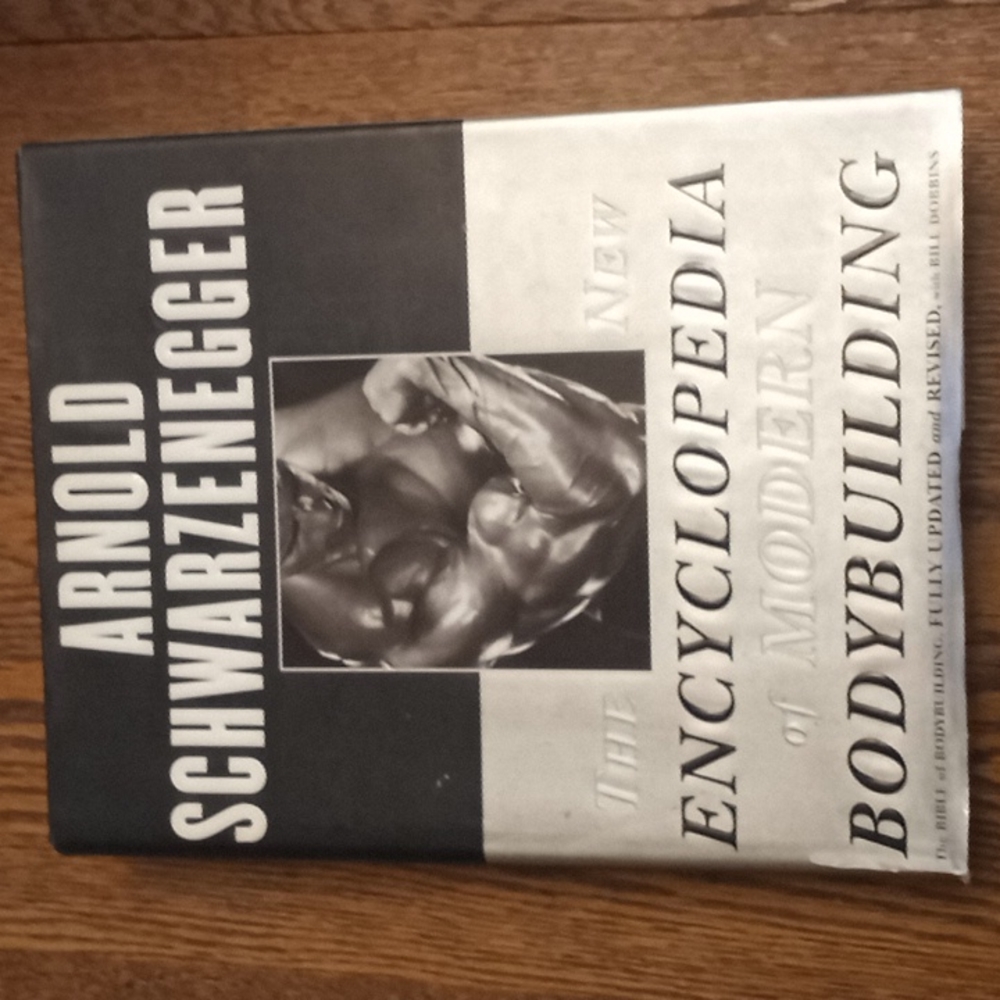 ARNOLD
SCHWARZENEGGER
THE NEW
ENCYCLOPEDIA
of MODERN
BODYBUILDING
The BIBLE of BODYBUILDING, FULLY UPDATED and REVISED, with BILL DOBBINS